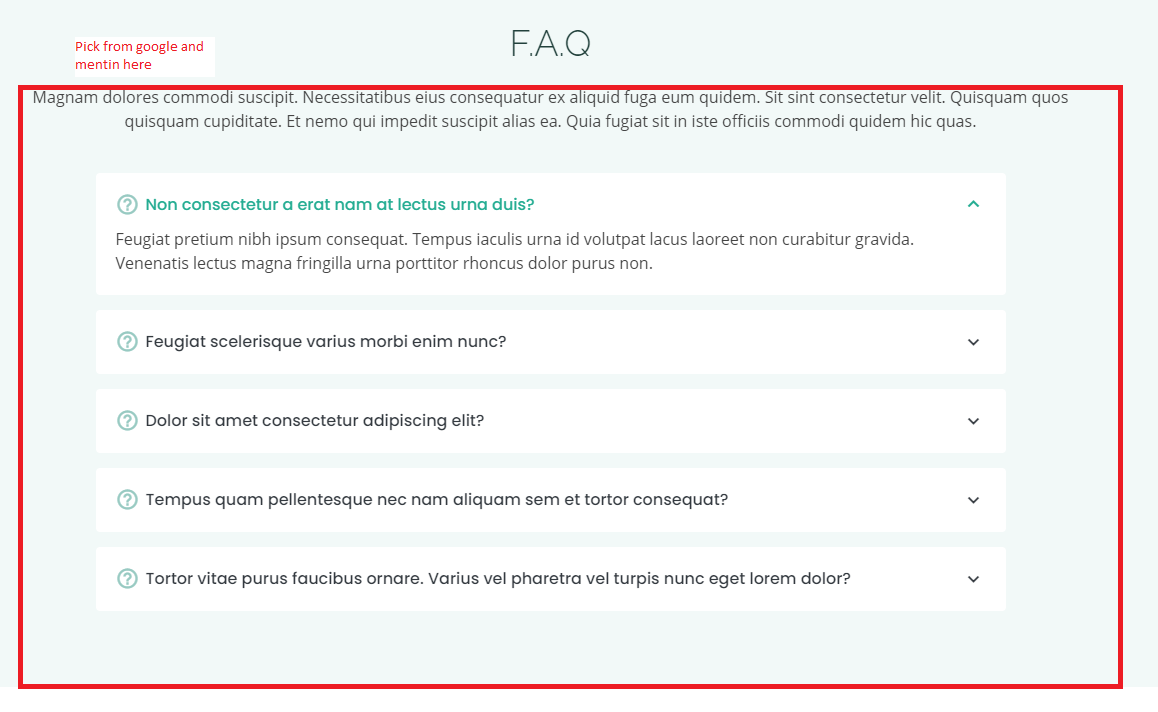 F.A.Q
Pick from google and
mentin here
Magnam dolores commodi suscipit. Necessitatibus eius consequatur ex aliquid fuga eum quidem. Sit sint consectetur velit. Quisquam quos
quisquam cupiditate. Et nemo qui impedit suscipit alias ea. Quia fugiat sit in iste officiis commodi quidem hic quas.
Non consectetur a erat nam at lectus urna duis?
Feugiat pretium nibh ipsum consequat. Tempus iaculis urna id volutpat lacus laoreet non curabitur gravida.
Venenatis lectus magna fringilla urna porttitor rhoncus dolor purus non.
Feugiat scelerisque varius morbi enim nunc?
Dolor sit amet consectetur adipiscing elit?
Tempus quam pellentesque nec nam aliquam sem et tortor consequat?
Tortor vitae purus faucibus ornare. Varius vel pharetra vel turpis nunc eget lorem dolor?